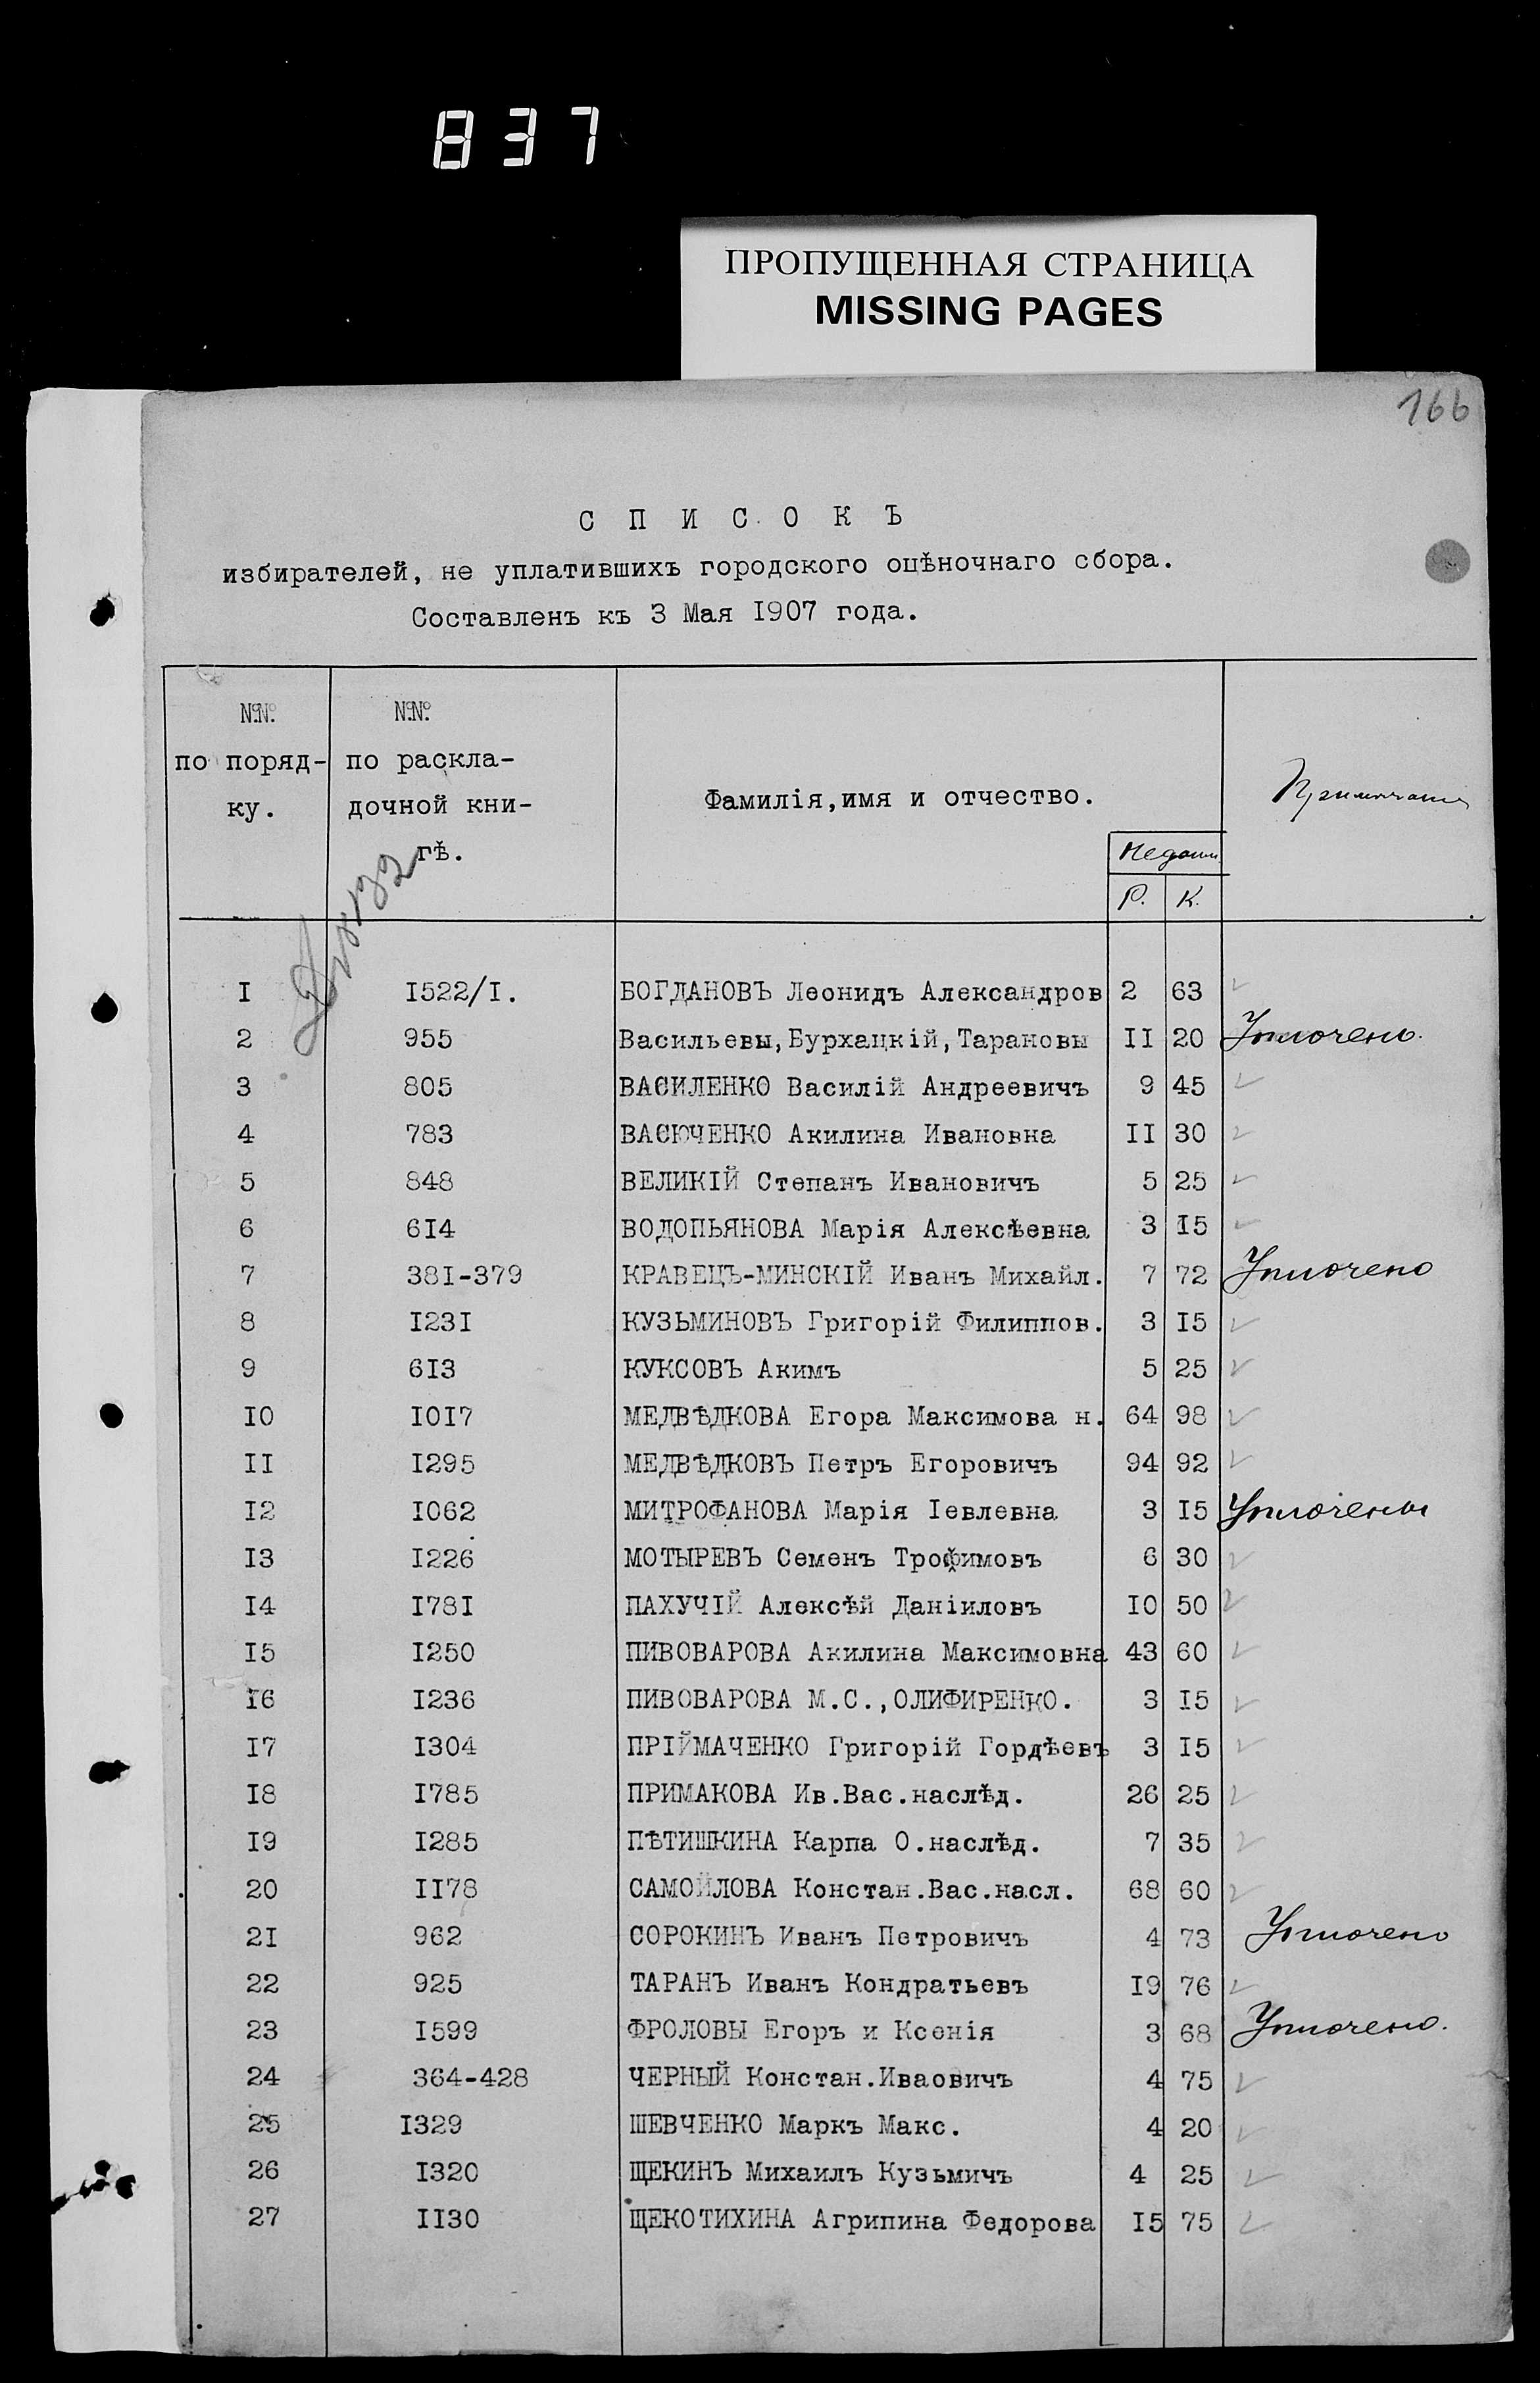 837
ПРОПУЩЕННАЯ СТРАНИЦА
MISSING PAGES
166
С П И С О К Ъ
избирателей, не уплатившихъ городского оцѣночнаго сбора.
Составленъ къ 3 Мая I907 года.
№№ по поряд-ку.
№№ по раскла-дочной кни-гѣ.
Фамилія,имя и отчество.
Недоим.
Р. К.
I I522/I. БОГДАНОВЪ Леонидъ Александров 2 63
2 955 Васильевы,Бурхацкій,Тарановы II 20 Уплочено.
3 805 ВАСИЛЕНКО Василій Андреевичъ 9 45
4 783 ВАСЮЧЕНКО Акилина Ивановна II 30
5 848 ВЕЛИКІЙ Степанъ Ивановичъ 5 25
6 6I4 ВОДОПЬЯНОВА Марія Алексѣевна 3 I5
7 38I-379 КРАВЕЦЪ-МИНСКІЙ Иванъ Михайл. 7 72 Уплочено
8 I23I КУЗЬМИНОВЪ Григорій Филиппов. 3 I5
9 6I3 КУКСОВЪ Акимъ 5 25
I0 I0I7 МЕДВѢДКОВА Егора Максимова н. 64 98
II I295 МЕДВѢДКОВЪ Петръ Егоровичъ 94 92
I2 I062 МИТРОФАНОВА Марія Іевлевна 3 I5 Уплочены
I3 I226 МОТЫРЕВЪ Семенъ Трофимовъ 6 30
I4 I78I ПАХУЧІЙ Алексѣй Даніиловъ I0 50
I5 I250 ПИВОВАРОВА Акилина Максимовна 43 60
I6 I236 ПИВОВАРОВА М.С.,ОЛИФИРЕНКО. 3 I5
I7 I304 ПРІЙМАЧЕНКО Григорій Гордѣевъ 3 I5
I8 I785 ПРИМАКОВА Ив.Вас.наслѣд. 26 25
I9 I285 ПѢТИШКИНА Карпа О.наслѣд. 7 35
20 II78 САМОЙЛОВА Констан.Вас.насл. 68 60
2I 962 СОРОКИНЪ Иванъ Петровичъ 4 73 Уплочено
22 925 ТАРАНЪ Иванъ Кондратьевъ I9 76
23 I599 ФРОЛОВЫ Егоръ и Ксенія 3 68 Уплочено.
24 364-428 ЧЕРНЫЙ Констан.Иваовичъ 4 75
25 I329 ШЕВЧЕНКО Маркъ Макс. 4 20
26 I320 ЩЕКИНЪ Михаилъ Кузьмичъ 4 25
27 II30 ЩЕКОТИХИНА Агрипина Федорова I5 75